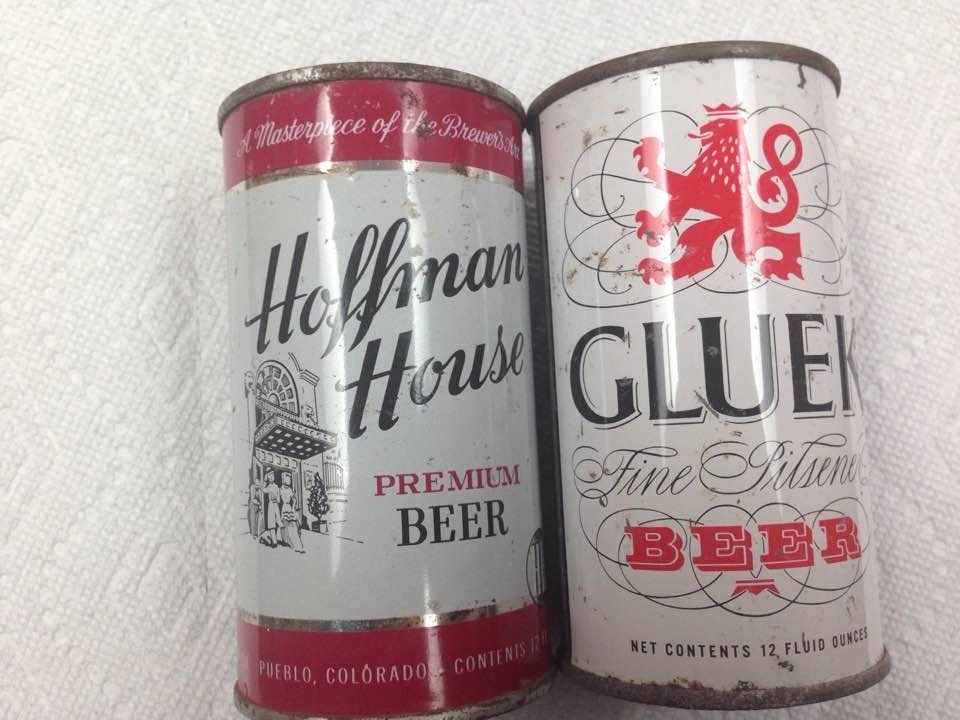 A Masterpiece of the Brewer's Art
Hoffman
House
PREMIUM
BEER
PUEBLO, COLORADO - CONTENTS 12
GLUEK
Fine Pilsener
BEER
NET CONTENTS 12 FLUID OUNCES